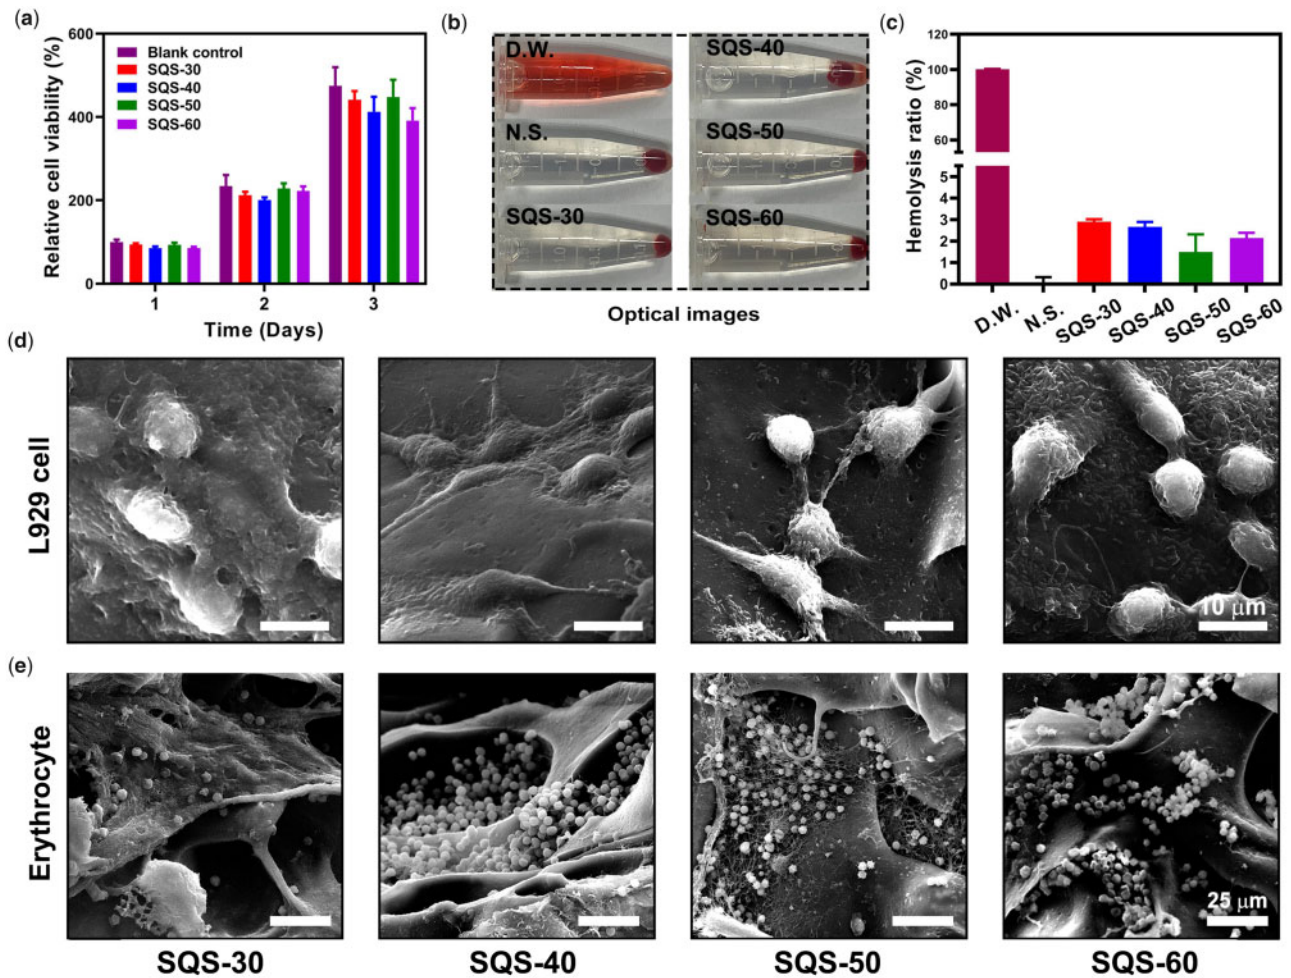 (a)
600
400
200
0
Relative cell viability (%)
Blank control
SQS-30
SQS-40
SQS-50
SQS-60
1
2
3
Time (Days)
(b)
D.W.
SQS-40
N.S.
SQS-50
SQS-30
SQS-60
Optical images
(c)
120
100
80
60
5
4
3
2
1
0
Hemolysis ratio (%)
D.W.
N.S.
SQS-30
SQS-40
SQS-50
SQS-60
(d)
L929 cell
10 μm
(e)
Erythrocyte
25 μm
SQS-30
SQS-40
SQS-50
SQS-60